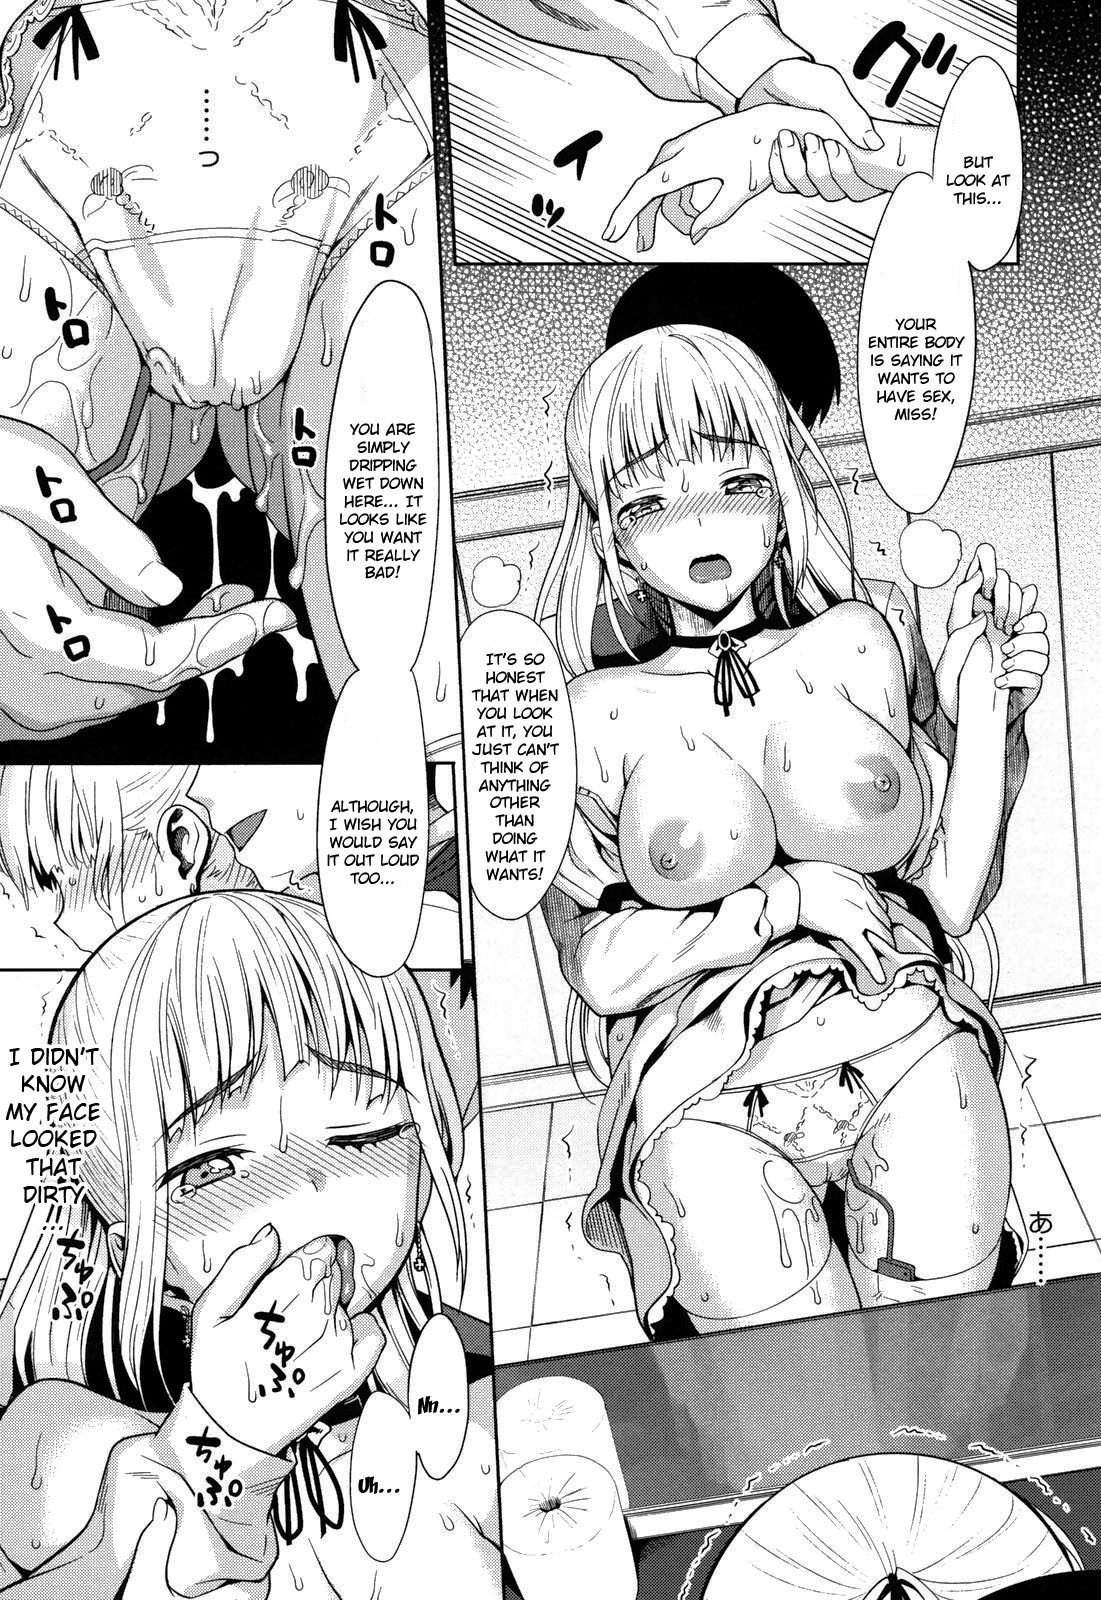 BUT
LOOK AT
THIS...
YOUR
ENTIRE BODY
IS SAYING IT
WANTS TO
HAVE SEX,
MISS!
IT'S SO
HONEST
THAT WHEN
YOU LOOK
AT IT, YOU
JUST CAN'T
THINK OF
ANYTHING
OTHER
THAN
DOING
WHAT IT
WANTS!
グイッ
あ……
……っ
YOU ARE
SIMPLY
DRIPPING
WET DOWN
HERE... IT
LOOKS LIKE
YOU WANT
IT REALLY
BAD!
トロ
トロ
トロ
トロ
ALTHOUGH,
I WISH YOU
WOULD SAY
IT OUT LOUD
TOO...
I DIDN'T
KNOW
MY FACE
LOOKED
THAT
DIRTY
!!...
ちゅぷ
ちゅぷ
ちゅぷ
Nn...
Uh...